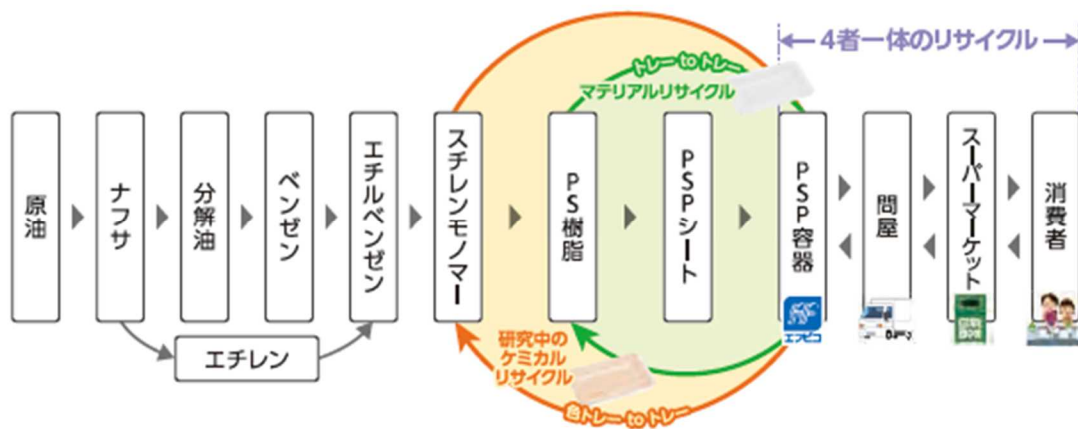 4者一体のリサイクル
トレー to トレー
マテリアルリサイクル
原油
ナフサ
分解油
ベンゼン
エチルベンゼン
スチレンモノマー
PS樹脂
PSPシート
PSP容器
問屋
スーパーマーケット
消費者
エチレン
エフピコ
研究中の
ケミカル
リサイクル
色トレー to トレー